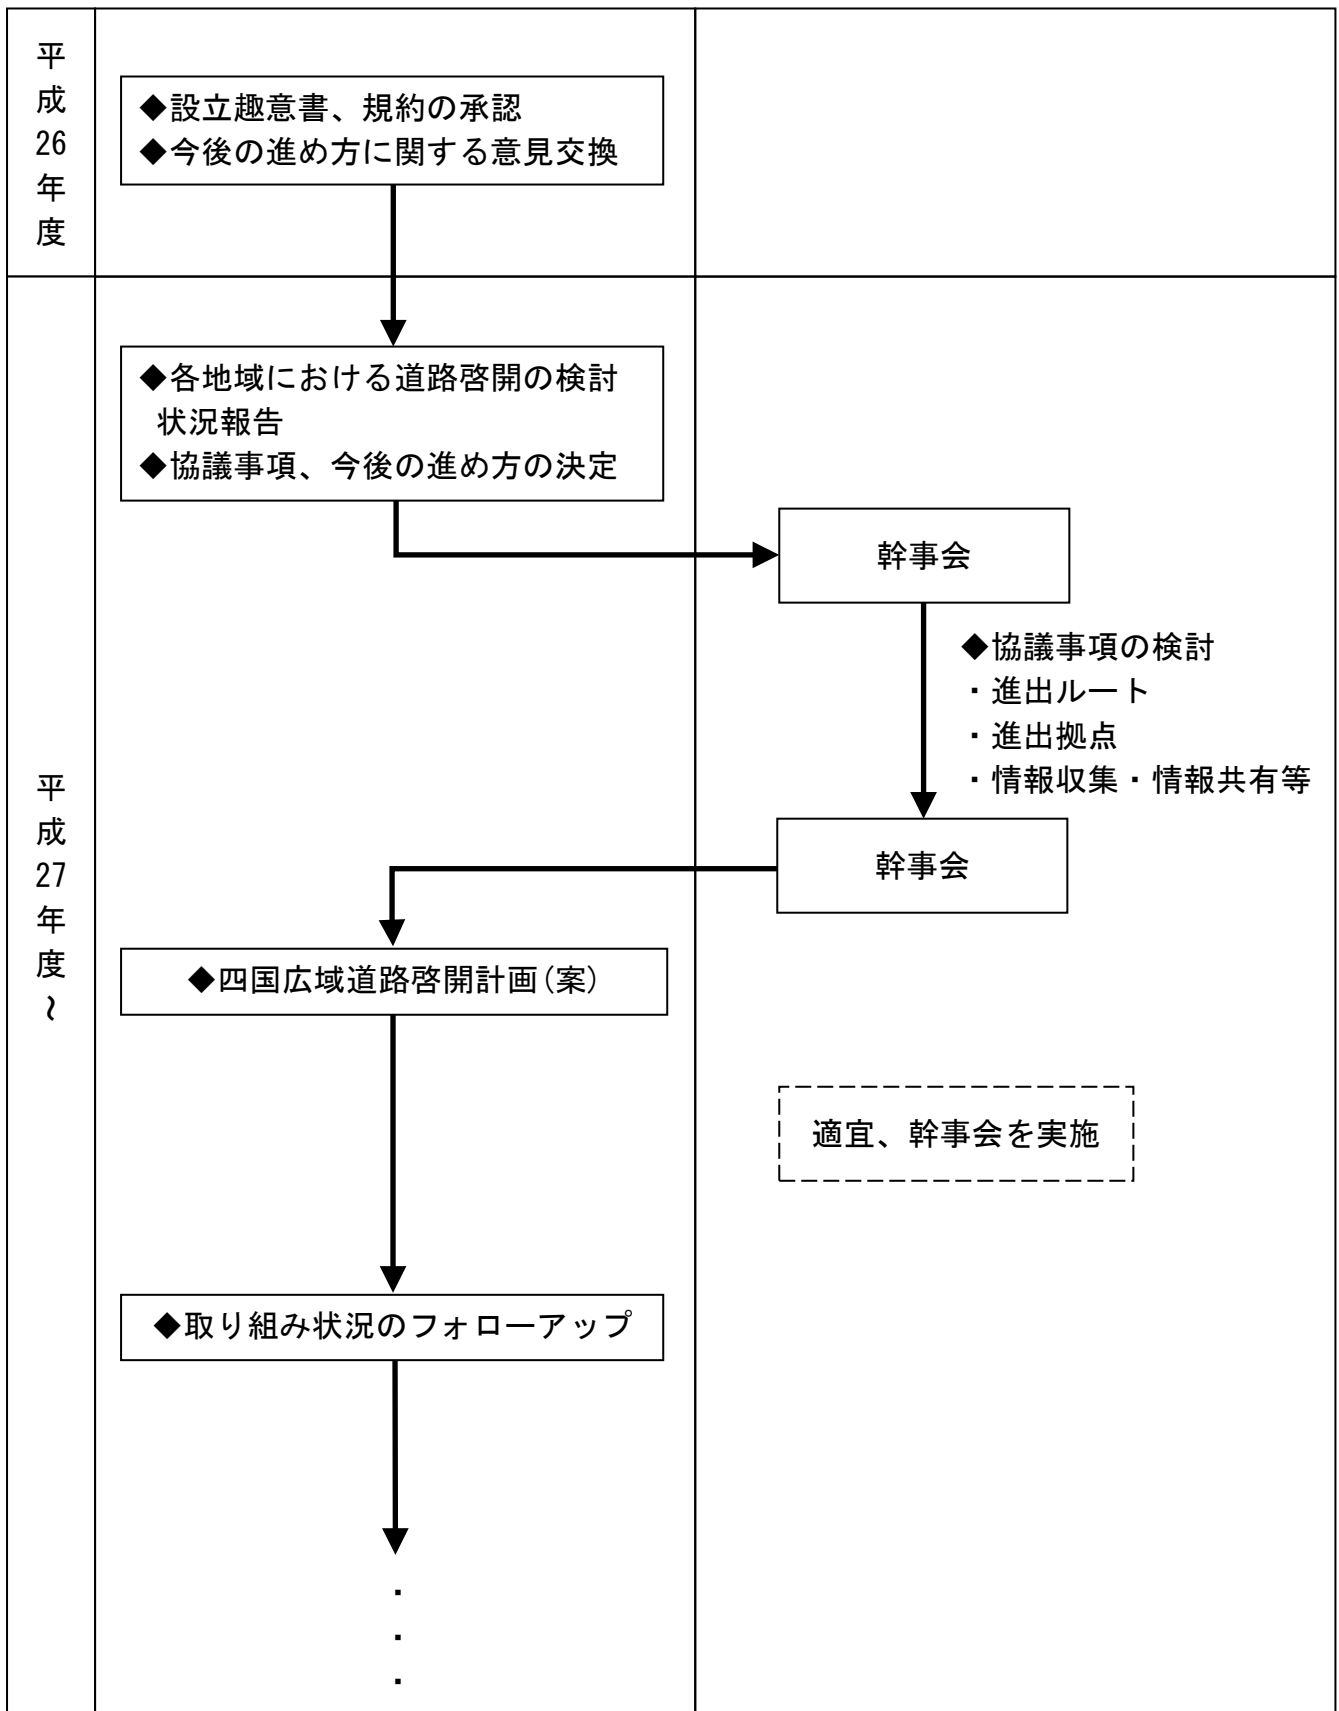 平成26年度
◆設立趣意書、規約の承認
◆今後の進め方に関する意見交換
平成27年度～
◆各地域における道路啓開の検討
状況報告
◆協議事項、今後の進め方の決定
幹事会
◆協議事項の検討
・進出ルート
・進出拠点
・情報収集・情報共有等
幹事会
◆四国広域道路啓開計画(案)
適宜、幹事会を実施
◆取り組み状況のフォローアップ
・
・
・